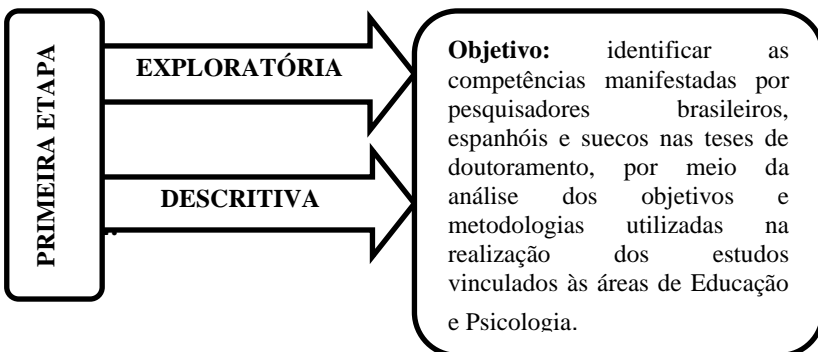 PRIMEIRA ETAPA
EXPLORATÓRIA
DESCRITIVA
Objetivo: identificar as
competências manifestadas por
pesquisadores brasileiros,
espanhóis e suecos nas teses de
doutoramento, por meio da
análise dos objetivos e
metodologias utilizadas na
realização dos estudos
vinculados às áreas de Educação
e Psicologia.